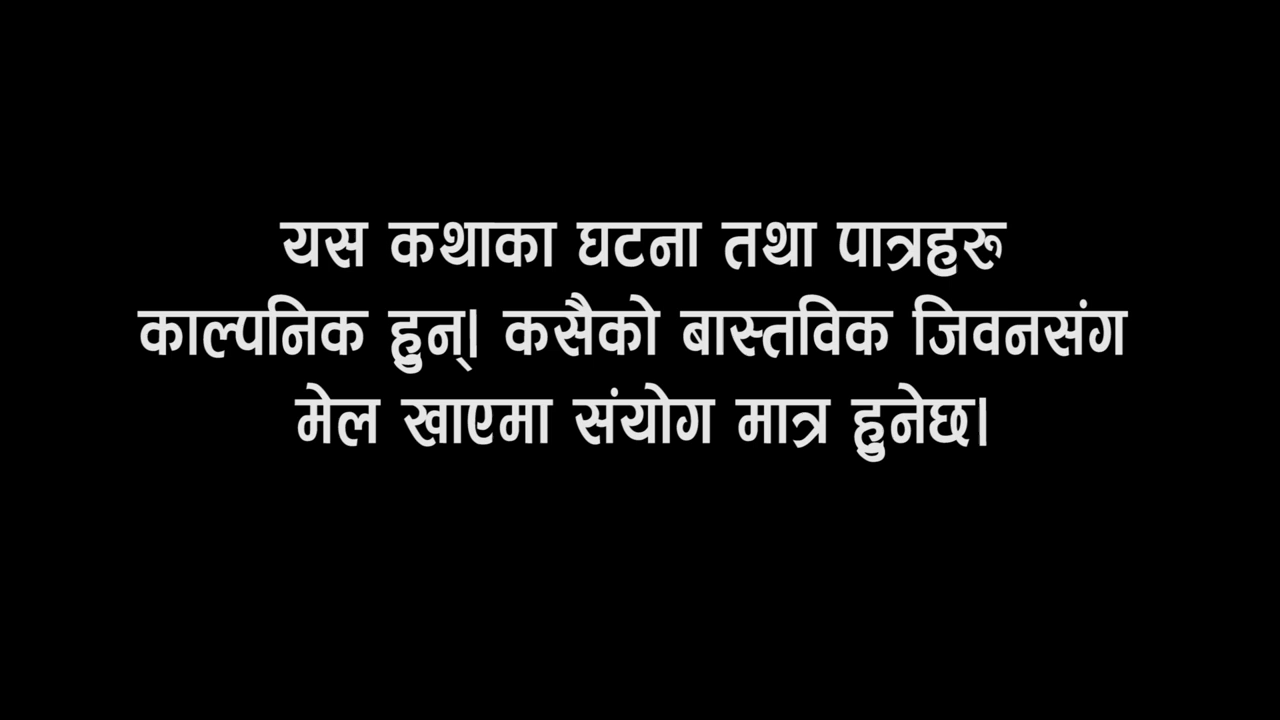 यस कथाका घटना तथा पात्रहरू
काल्पनिक हुन्। कसैको बास्तविक जिवनसंग
मेल खाएमा संयोग मात्र हुनेछ।